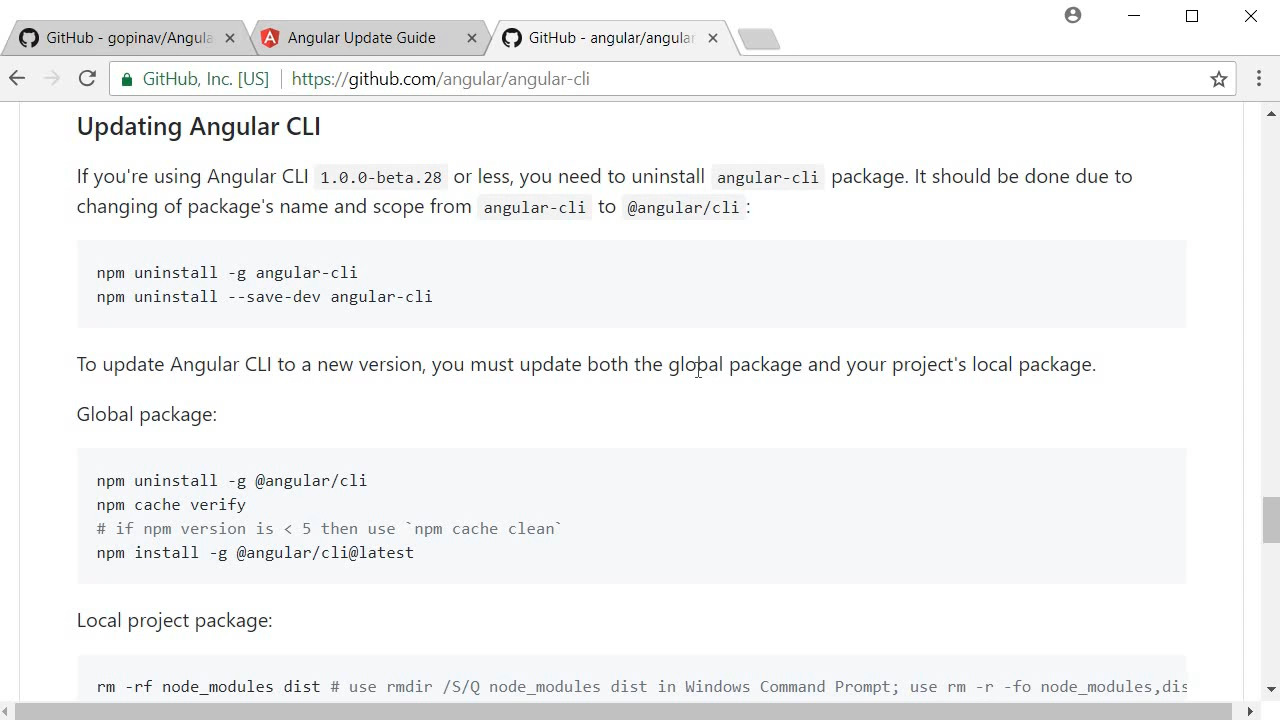 GitHub - gopinav/Angula
Angular Update Guide
GitHub - angular/angular
GitHub, Inc. [US]
https://github.com/angular/angular-cli
Updating Angular CLI
If you're using Angular CLI 1.0.0-beta.28 or less, you need to uninstall angular-cli package. It should be done due to
changing of package's name and scope from angular-cli to @angular/cli:
npm uninstall -g angular-cli
npm uninstall --save-dev angular-cli
To update Angular CLI to a new version, you must update both the global package and your project's local package.
Global package:
npm uninstall -g @angular/cli
npm cache verify
# if npm version is < 5 then use `npm cache clean`
npm install -g @angular/cli@latest
Local project package:
rm -rf node_modules dist # use rmdir /S/Q node_modules dist in Windows Command Prompt; use rm -r -fo node_modules,dis